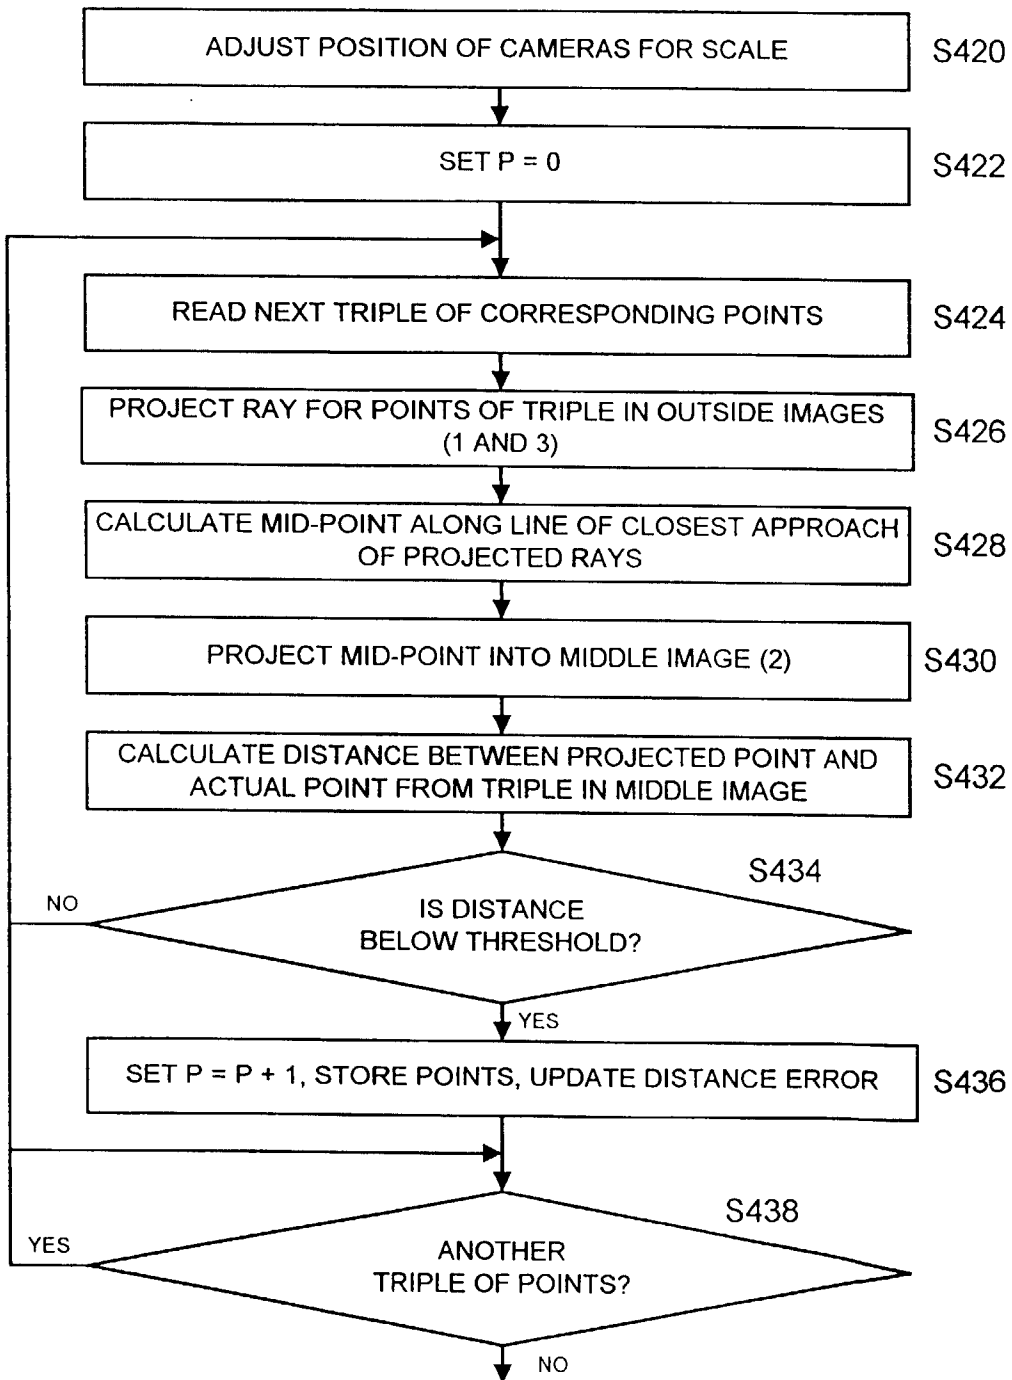 ADJUST POSITION OF CAMERAS FOR SCALE
S420
SET P = 0
S422
READ NEXT TRIPLE OF CORRESPONDING POINTS
S424
PROJECT RAY FOR POINTS OF TRIPLE IN OUTSIDE IMAGES
(1 AND 3)
S426
CALCULATE MID-POINT ALONG LINE OF CLOSEST APPROACH
OF PROJECTED RAYS
S428
PROJECT MID-POINT INTO MIDDLE IMAGE (2)
S430
CALCULATE DISTANCE BETWEEN PROJECTED POINT AND
ACTUAL POINT FROM TRIPLE IN MIDDLE IMAGE
S432
S434
NO
IS DISTANCE
BELOW THRESHOLD?
YES
SET P = P + 1, STORE POINTS, UPDATE DISTANCE ERROR
S436
S438
YES
ANOTHER
TRIPLE OF POINTS?
NO